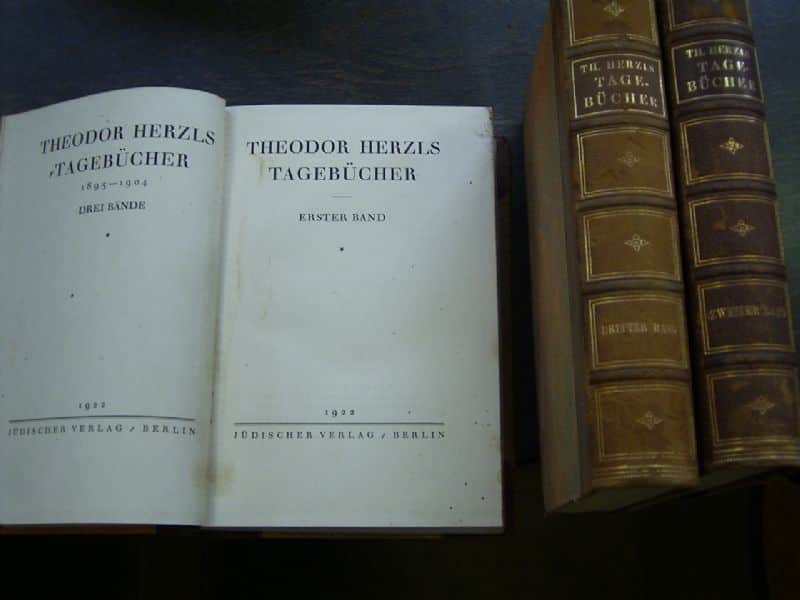 THEODOR HERZLS
TAGEBÜCHER
1895—1904
DREI BÄNDE
*
1922
JÜDISCHER VERLAG / BERLIN
THEODOR HERZLS
TAGEBÜCHER
ERSTER BAND
*
1922
JÜDISCHER VERLAG / BERLIN
TH. HERZLS
TAGE-
BÜCHER
DRITTER BAND
TH. HERZLS
TAGE-
BÜCHER
ZWEITER BAND